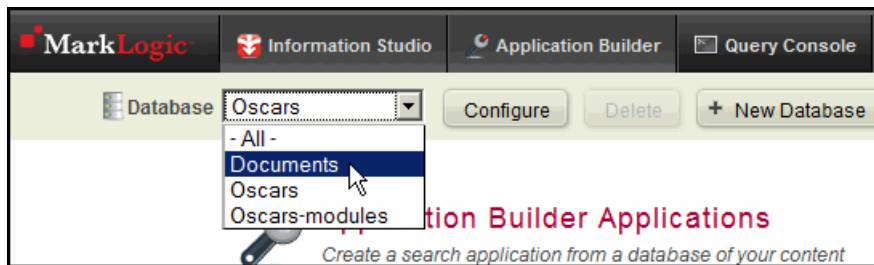 MarkLogic Information Studio Application Builder Query Console
Database Oscars Configure Delete + New Database
- All -
Documents
Oscars
Oscars-modules
tion Builder Applications
Create a search application from a database of your content